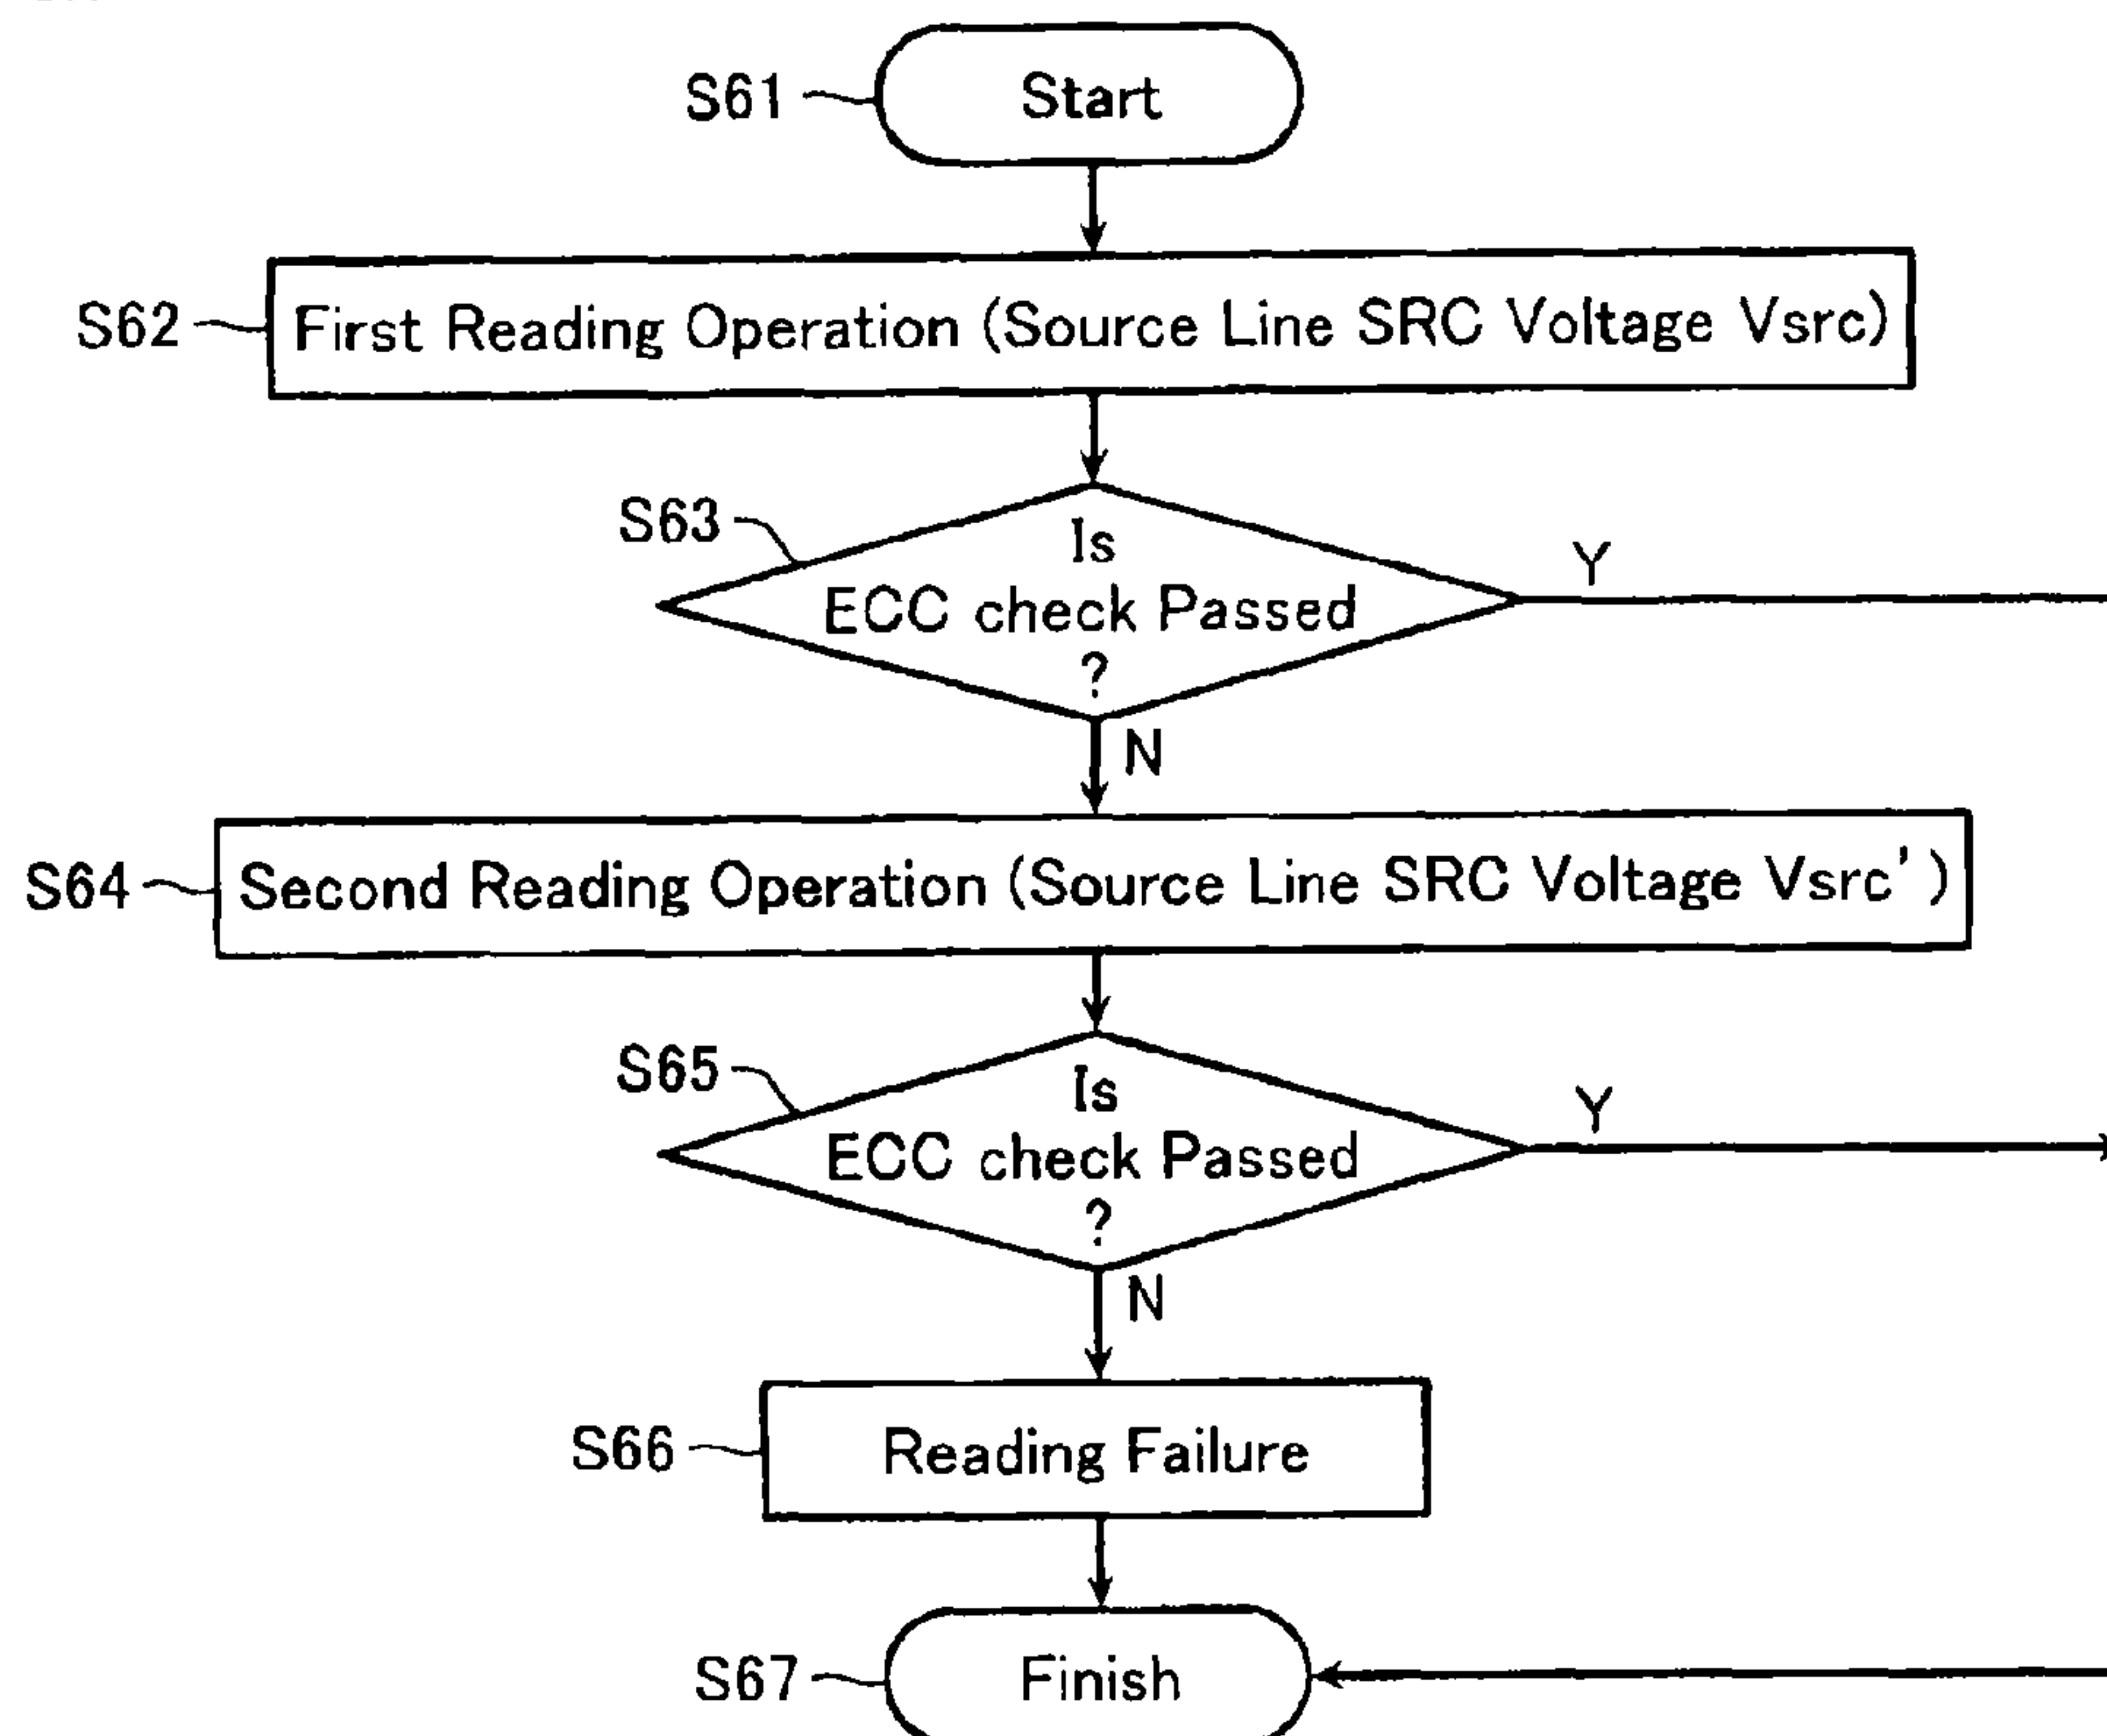 S61
Start
S62
First Reading Operation (Source Line SRC Voltage Vsrc)
S63
Is
ECC check Passed
?
Y
N
S64
Second Reading Operation (Source Line SRC Voltage Vsrc')
S65
Is
ECC check Passed
?
Y
N
S66
Reading Failure
S67
Finish